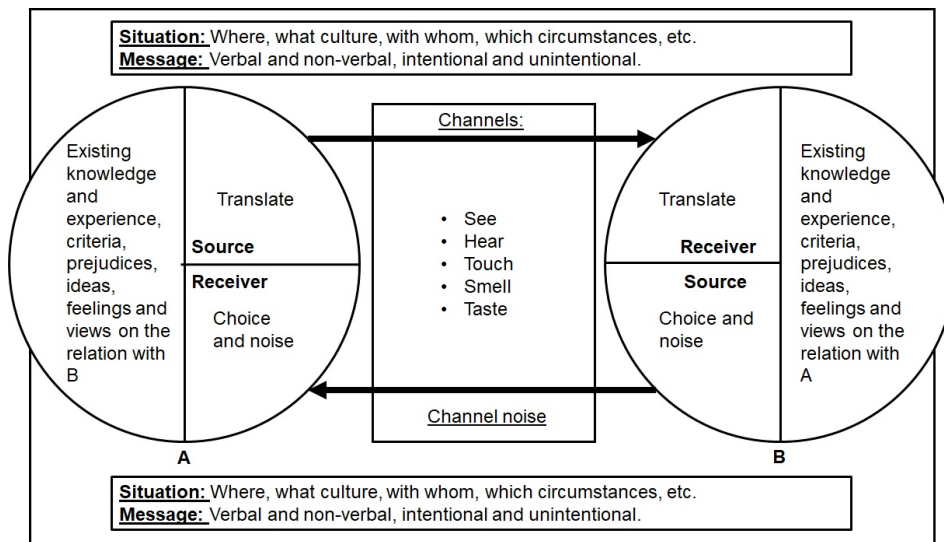 Situation: Where, what culture, with whom, which circumstances, etc.
Message: Verbal and non-verbal, intentional and unintentional.
Existing
knowledge
and
experience,
criteria,
prejudices,
ideas,
feelings and
views on the
relation with
B
Translate
Source
Receiver
Choice
and noise
A
Channels:
• See
• Hear
• Touch
• Smell
• Taste
Channel noise
Translate
Receiver
Source
Choice and
noise
Existing
knowledge
and
experience,
criteria,
prejudices,
ideas,
feelings and
views on the
relation with
A
B
Situation: Where, what culture, with whom, which circumstances, etc.
Message: Verbal and non-verbal, intentional and unintentional.